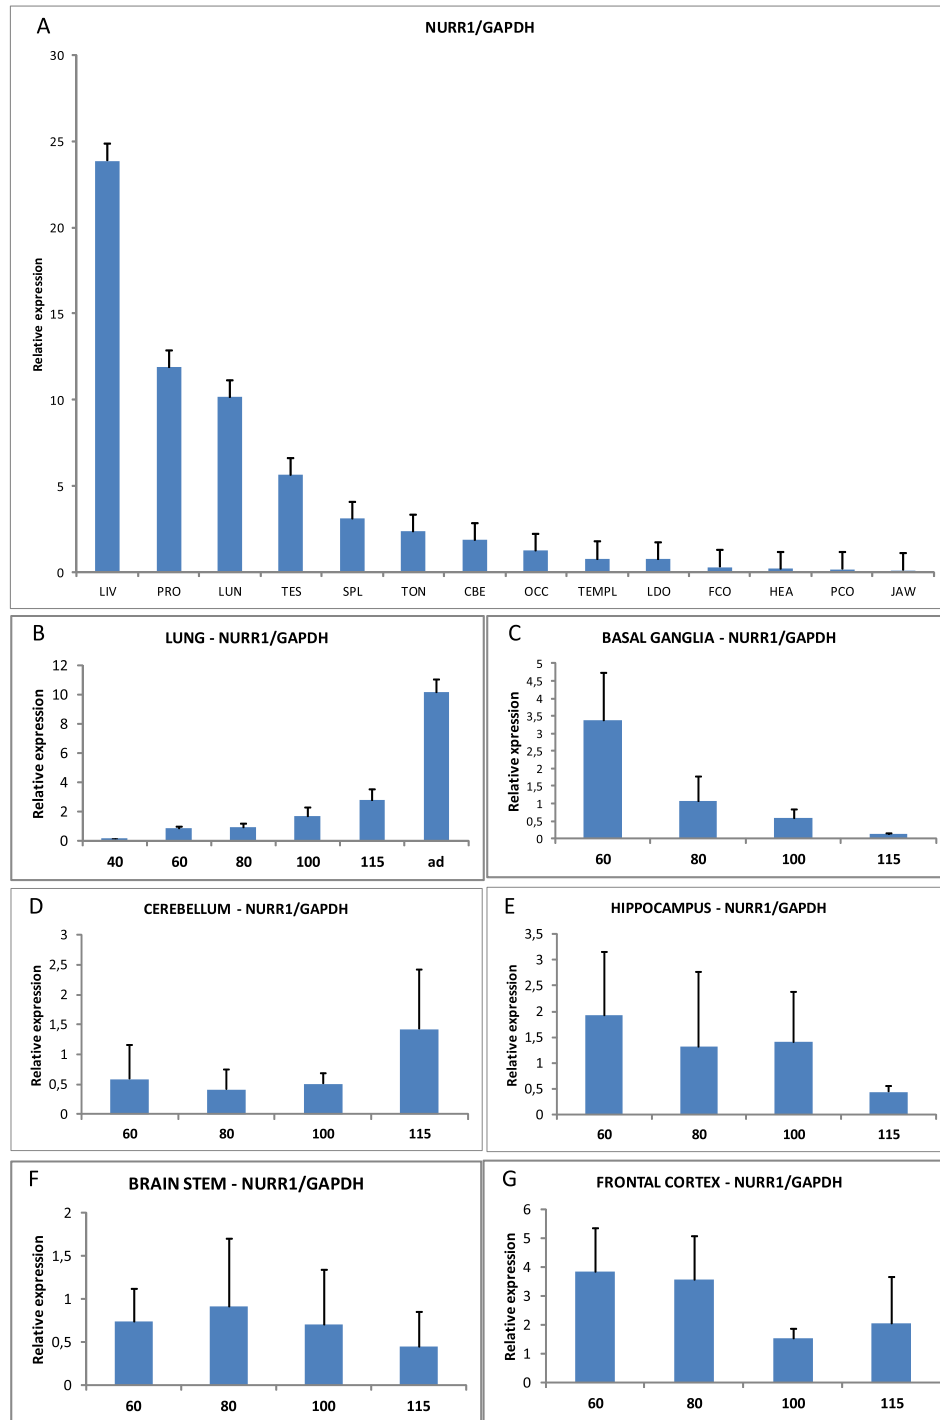 A
NURR1/GAPDH
Relative expression
30
25
20
15
10
5
0
LIV PRO LUN TES SPL TON CBE OCC TEMPL LDO FCO HEA PCO JAW
B
LUNG - NURR1/GAPDH
Relative expression
12
10
8
6
4
2
0
40 60 80 100 115 ad
C
BASAL GANGLIA - NURR1/GAPDH
Relative xpression
5
4,5
4
3,5
3
2,5
2
1,5
1
0,5
0
60 80 100 115
D
CEREBELLUM - NURR1/GAPDH
Relative expression
3
2,5
2
1,5
1
0,5
0
60 80 100 115
E
HIPPOCAMPUS - NURR1/GAPDH
Relative expression
3,5
3
2,5
2
1,5
1
0,5
0
60 80 100 115
F
BRAIN STEM - NURR1/GAPDH
Relative expression
2
1,5
1
0,5
0
60 80 100 115
G
FRONTAL CORTEX - NURR1/GAPDH
Relative expression
6
5
4
3
2
1
0
60 80 100 115